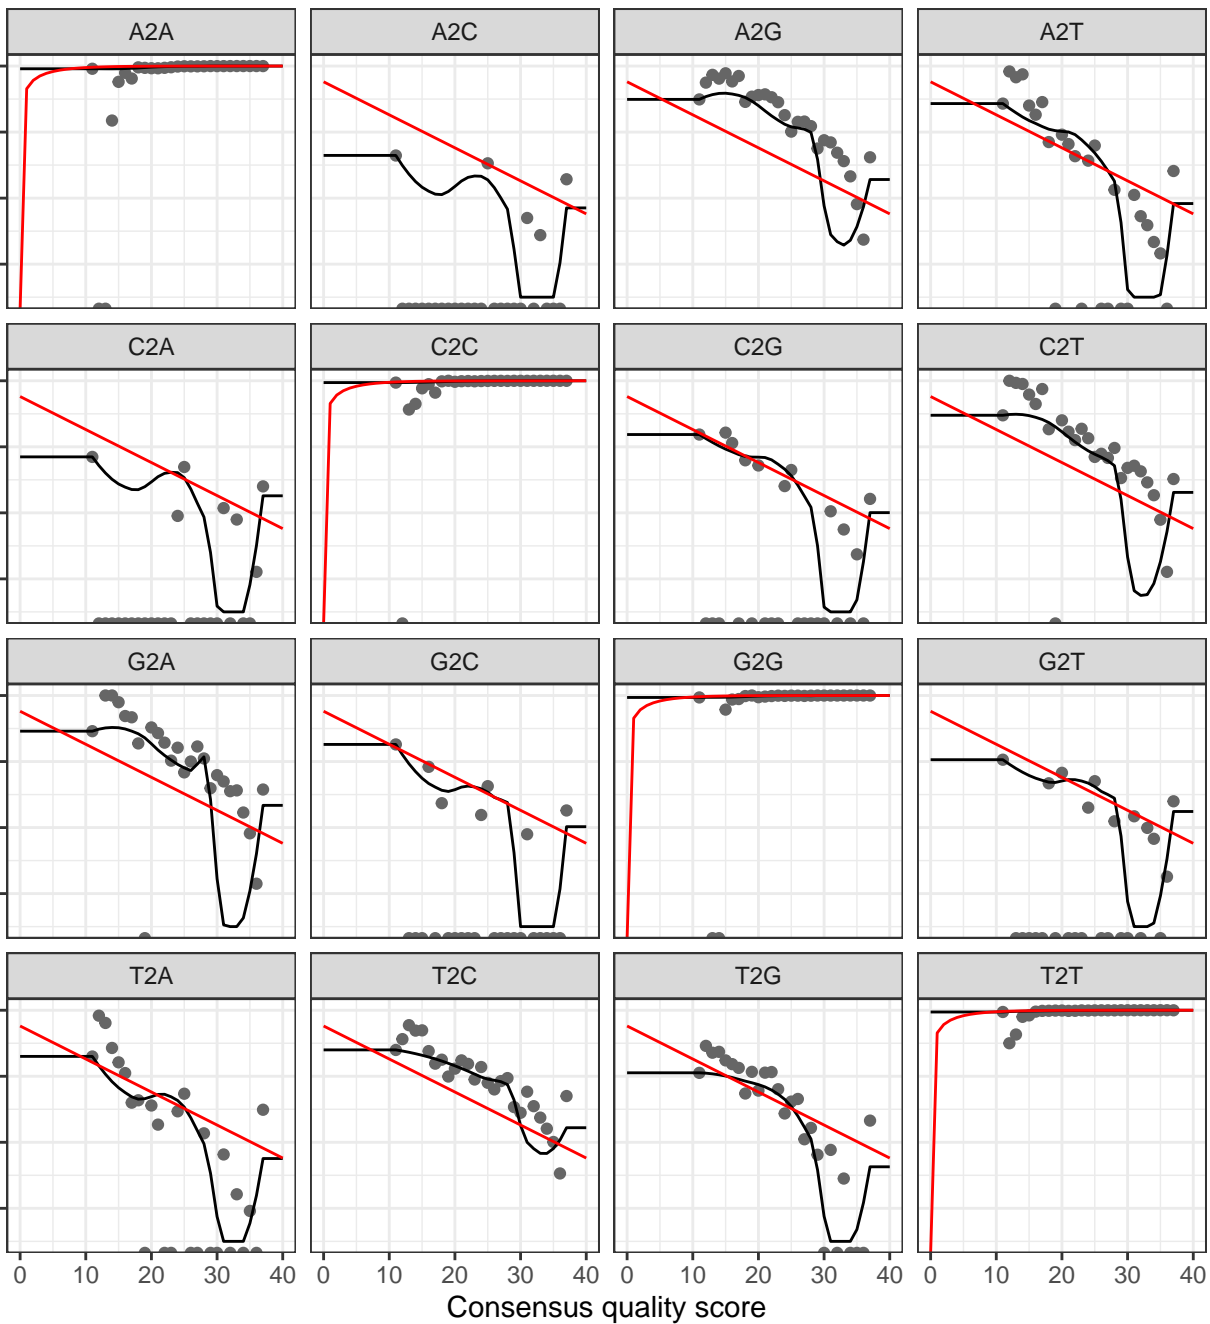 A2A A2C A2G A2T
C2A C2C C2G C2T
G2A G2C G2G G2T
T2A T2C T2G T2T
0 10 20 30 40 0 10 20 30 40 0 10 20 30 40 0 10 20 30 40
Consensus quality score